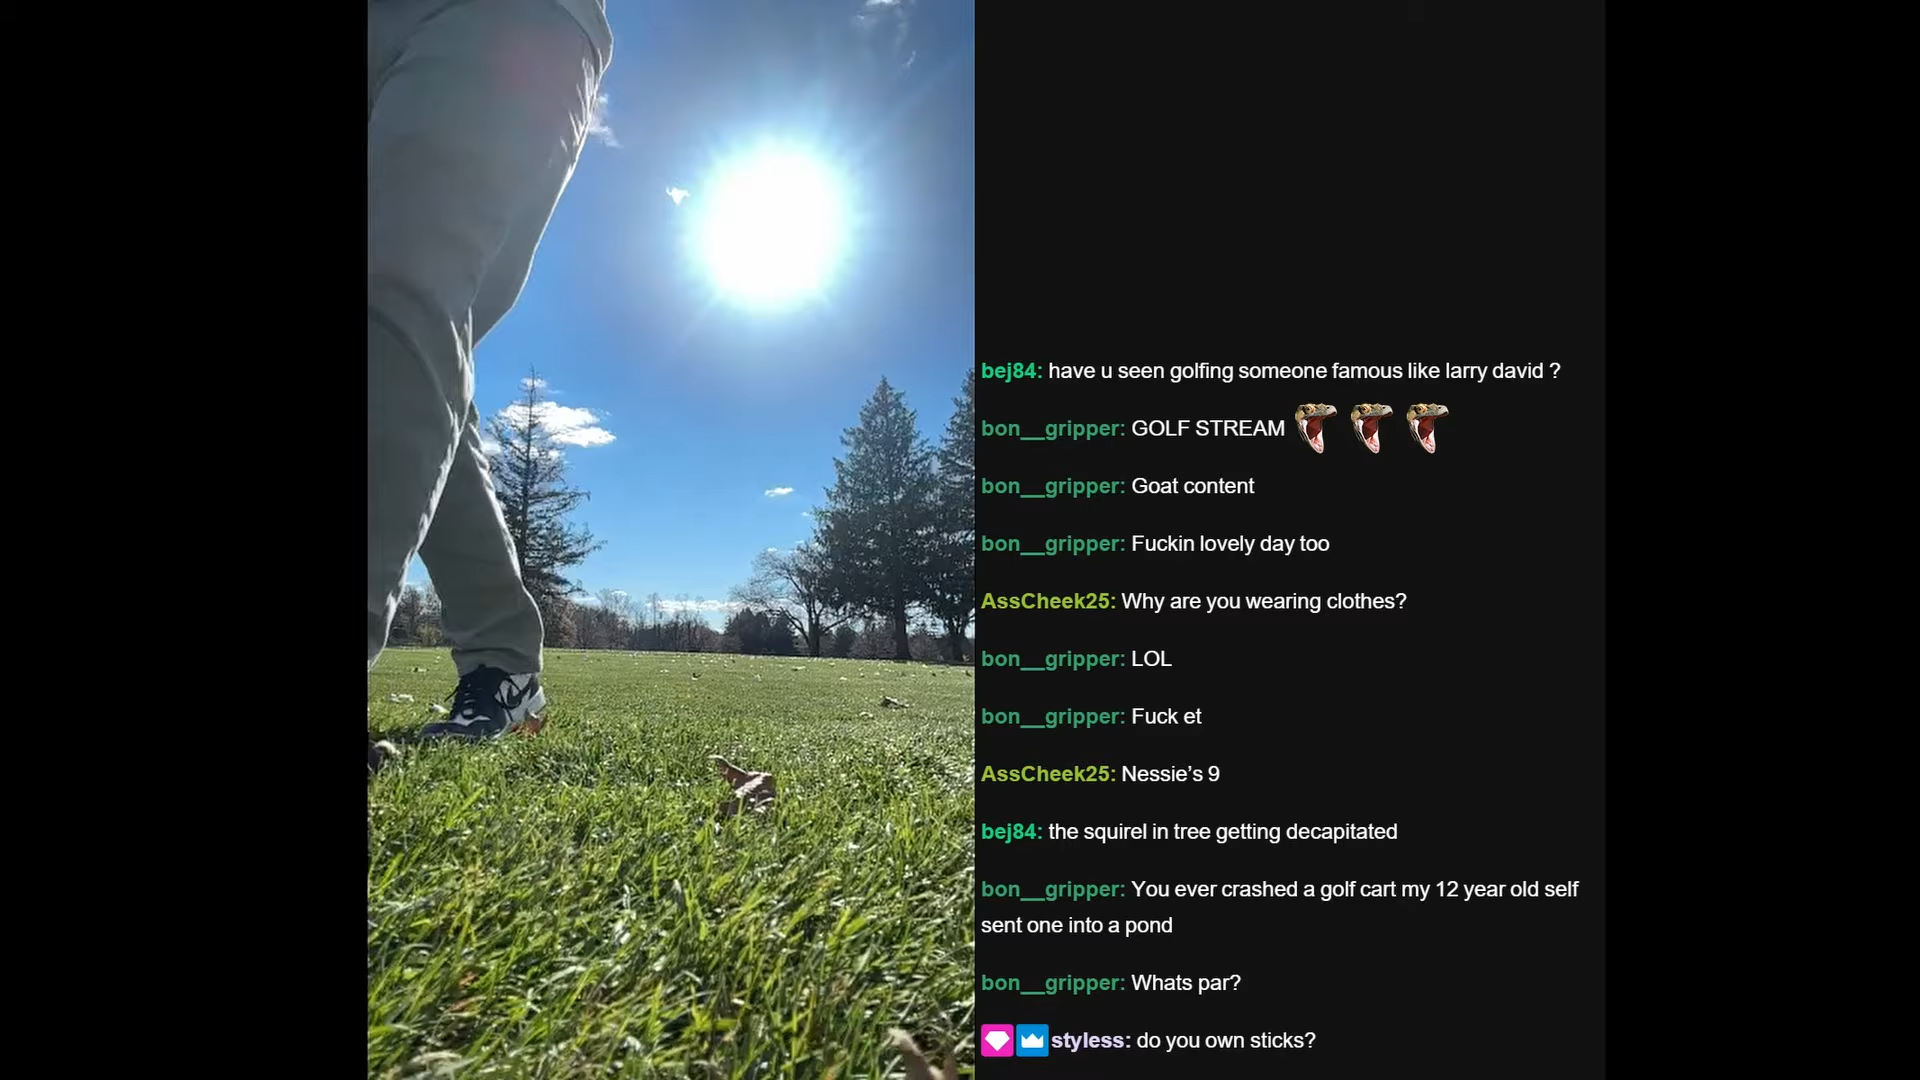 bej84: have u seen golfing someone famous like larry david ?
bon__gripper: GOLF STREAM
bon__gripper: Goat content
bon__gripper: Fuckin lovely day too
AssCheek25: Why are you wearing clothes?
bon__gripper: LOL
bon__gripper: Fuck et
AssCheek25: Nessie’s 9
bej84: the squirel in tree getting decapitated
bon__gripper: You ever crashed a golf cart my 12 year old self
sent one into a pond
bon__gripper: Whats par?
styless: do you own sticks?